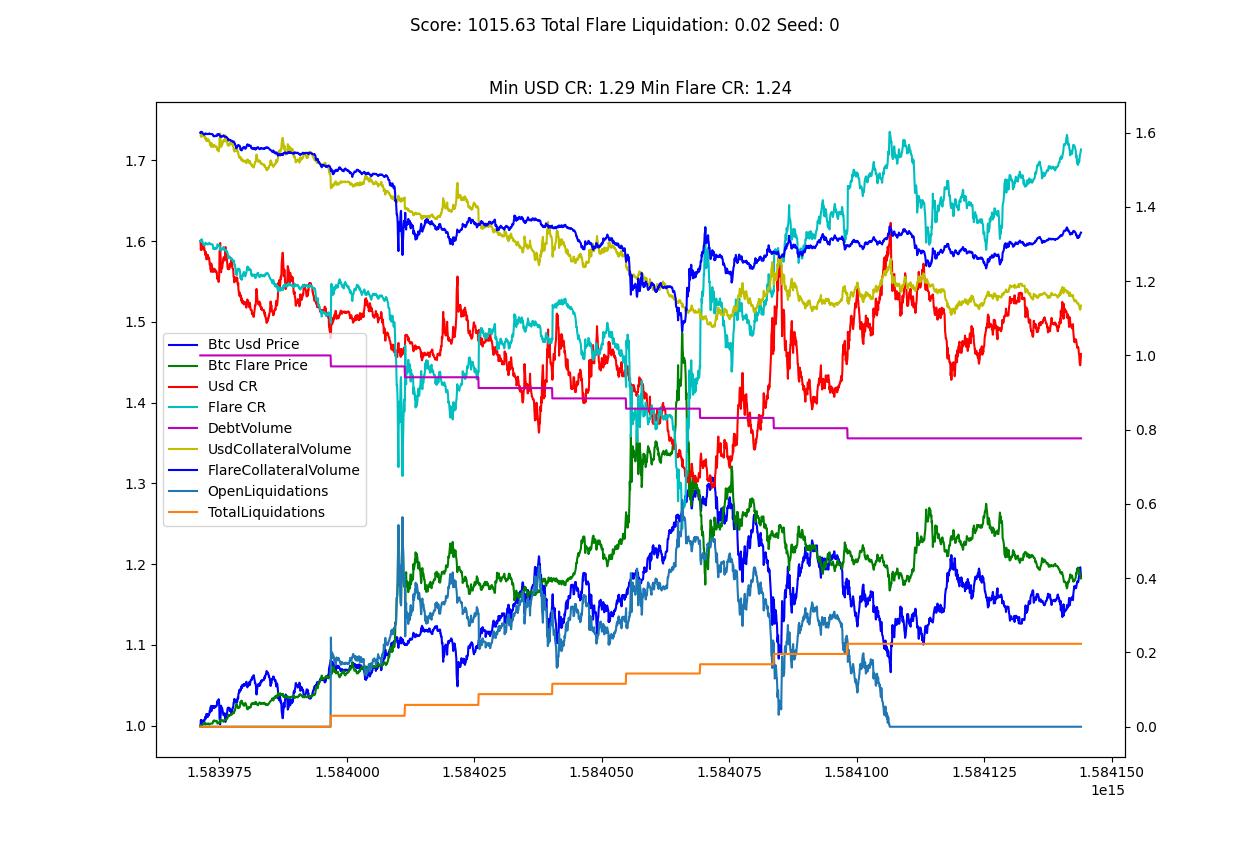 Score: 1015.63 Total Flare Liquidation: 0.02 Seed: 0
Min USD CR: 1.29 Min Flare CR: 1.24
1.7
1.6
1.5
1.4
1.3
1.2
1.1
1.0
Btc Usd Price
Btc Flare Price
Usd CR
Flare CR
DebtVolume
UsdCollateralVolume
FlareCollateralVolume
OpenLiquidations
TotalLiquidations
1.6
1.4
1.2
1.0
0.8
0.6
0.4
0.2
0.0
1.583975 1.584000 1.584025 1.584050 1.584075 1.584100 1.584125 1.584150
1e15